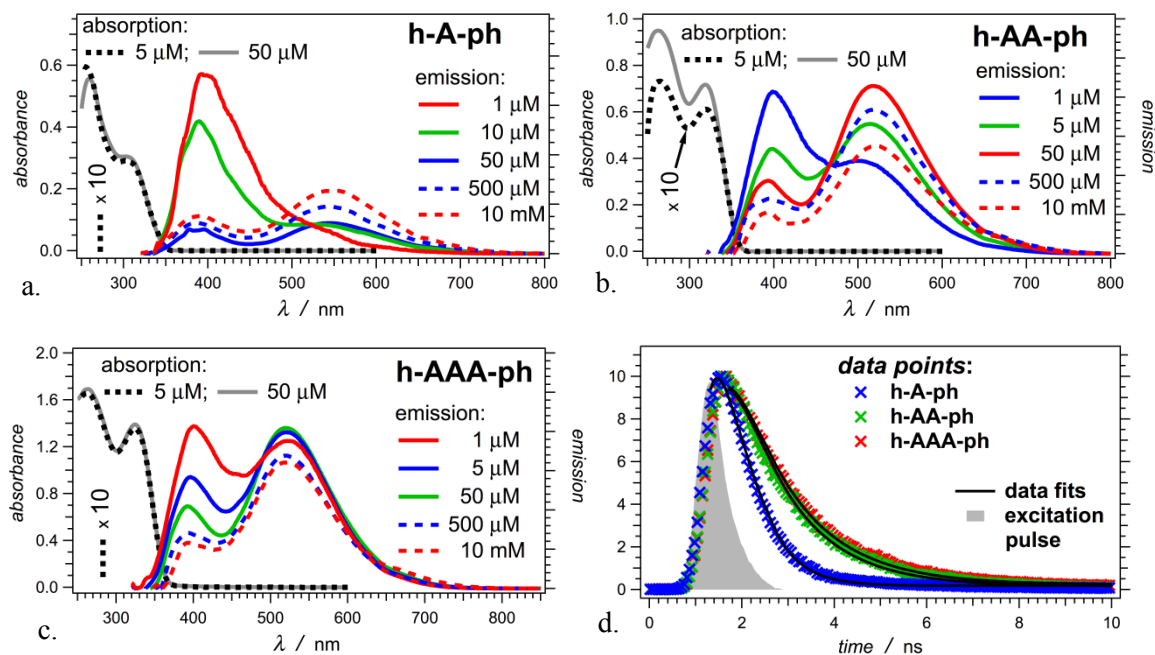 absorption:
5 µM; 50 µM
h-A-ph
emission:
1 µM
10 µM
50 µM
500 µM
10 mM
x 10
absorbance
0.6
0.4
0.2
0.0
300 400 500 600 700 800
λ / nm
a.
absorption:
5 µM; 50 µM
h-AA-ph
emission:
1 µM
5 µM
50 µM
500 µM
10 mM
x 10
absorbance
emission
1.0
0.8
0.6
0.4
0.2
0.0
300 400 500 600 700 800
λ / nm
b.
absorption:
5 µM; 50 µM
h-AAA-ph
emission:
1 µM
5 µM
50 µM
500 µM
10 mM
x 10
absorbance
emission
2.0
1.6
1.2
0.8
0.4
0.0
300 400 500 600 700 800
λ / nm
c.
data points:
h-A-ph
h-AA-ph
h-AAA-ph
data fits
excitation
pulse
10
8
6
4
2
0
0 2 4 6 8 10
time / ns
d.